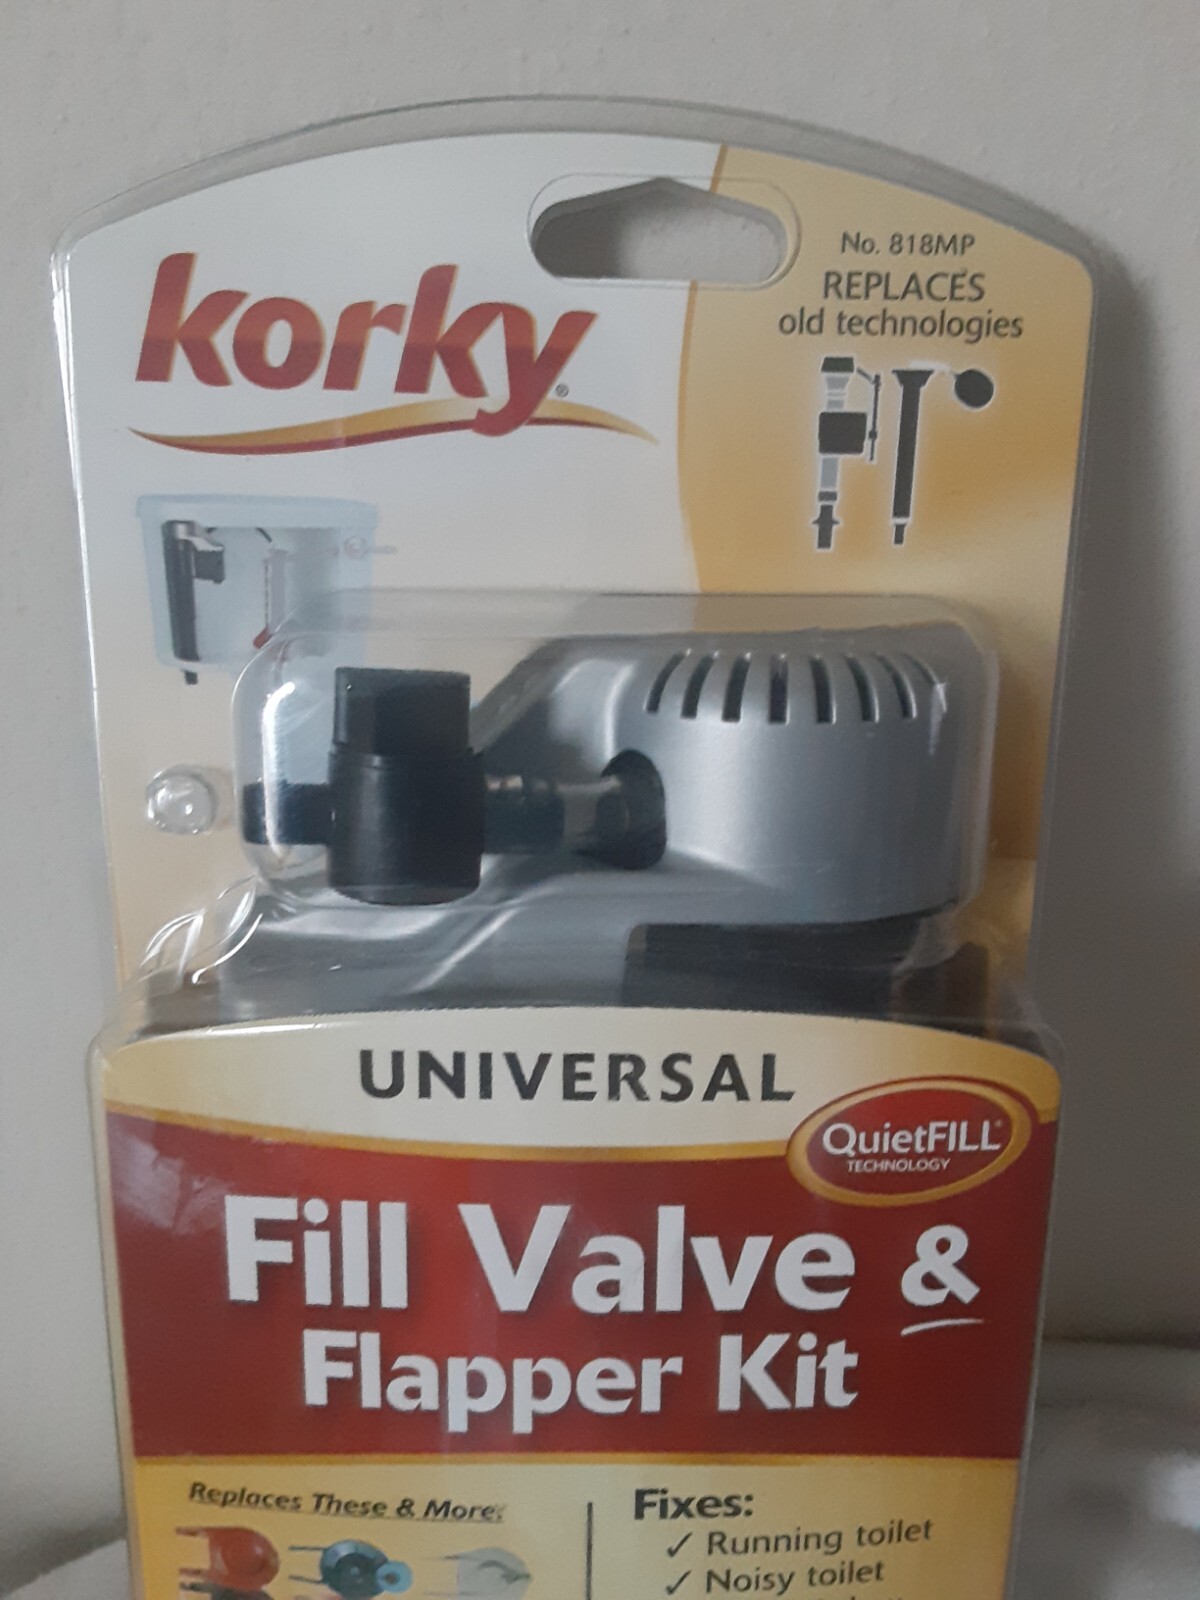 korky®
No. 818MP
REPLACES
old technologies
UNIVERSAL
QuietFILL®
TECHNOLOGY
Fill Valve &
Flapper Kit
Replaces These & More:
Fixes:
✓ Running toilet
✓ Noisy toilet